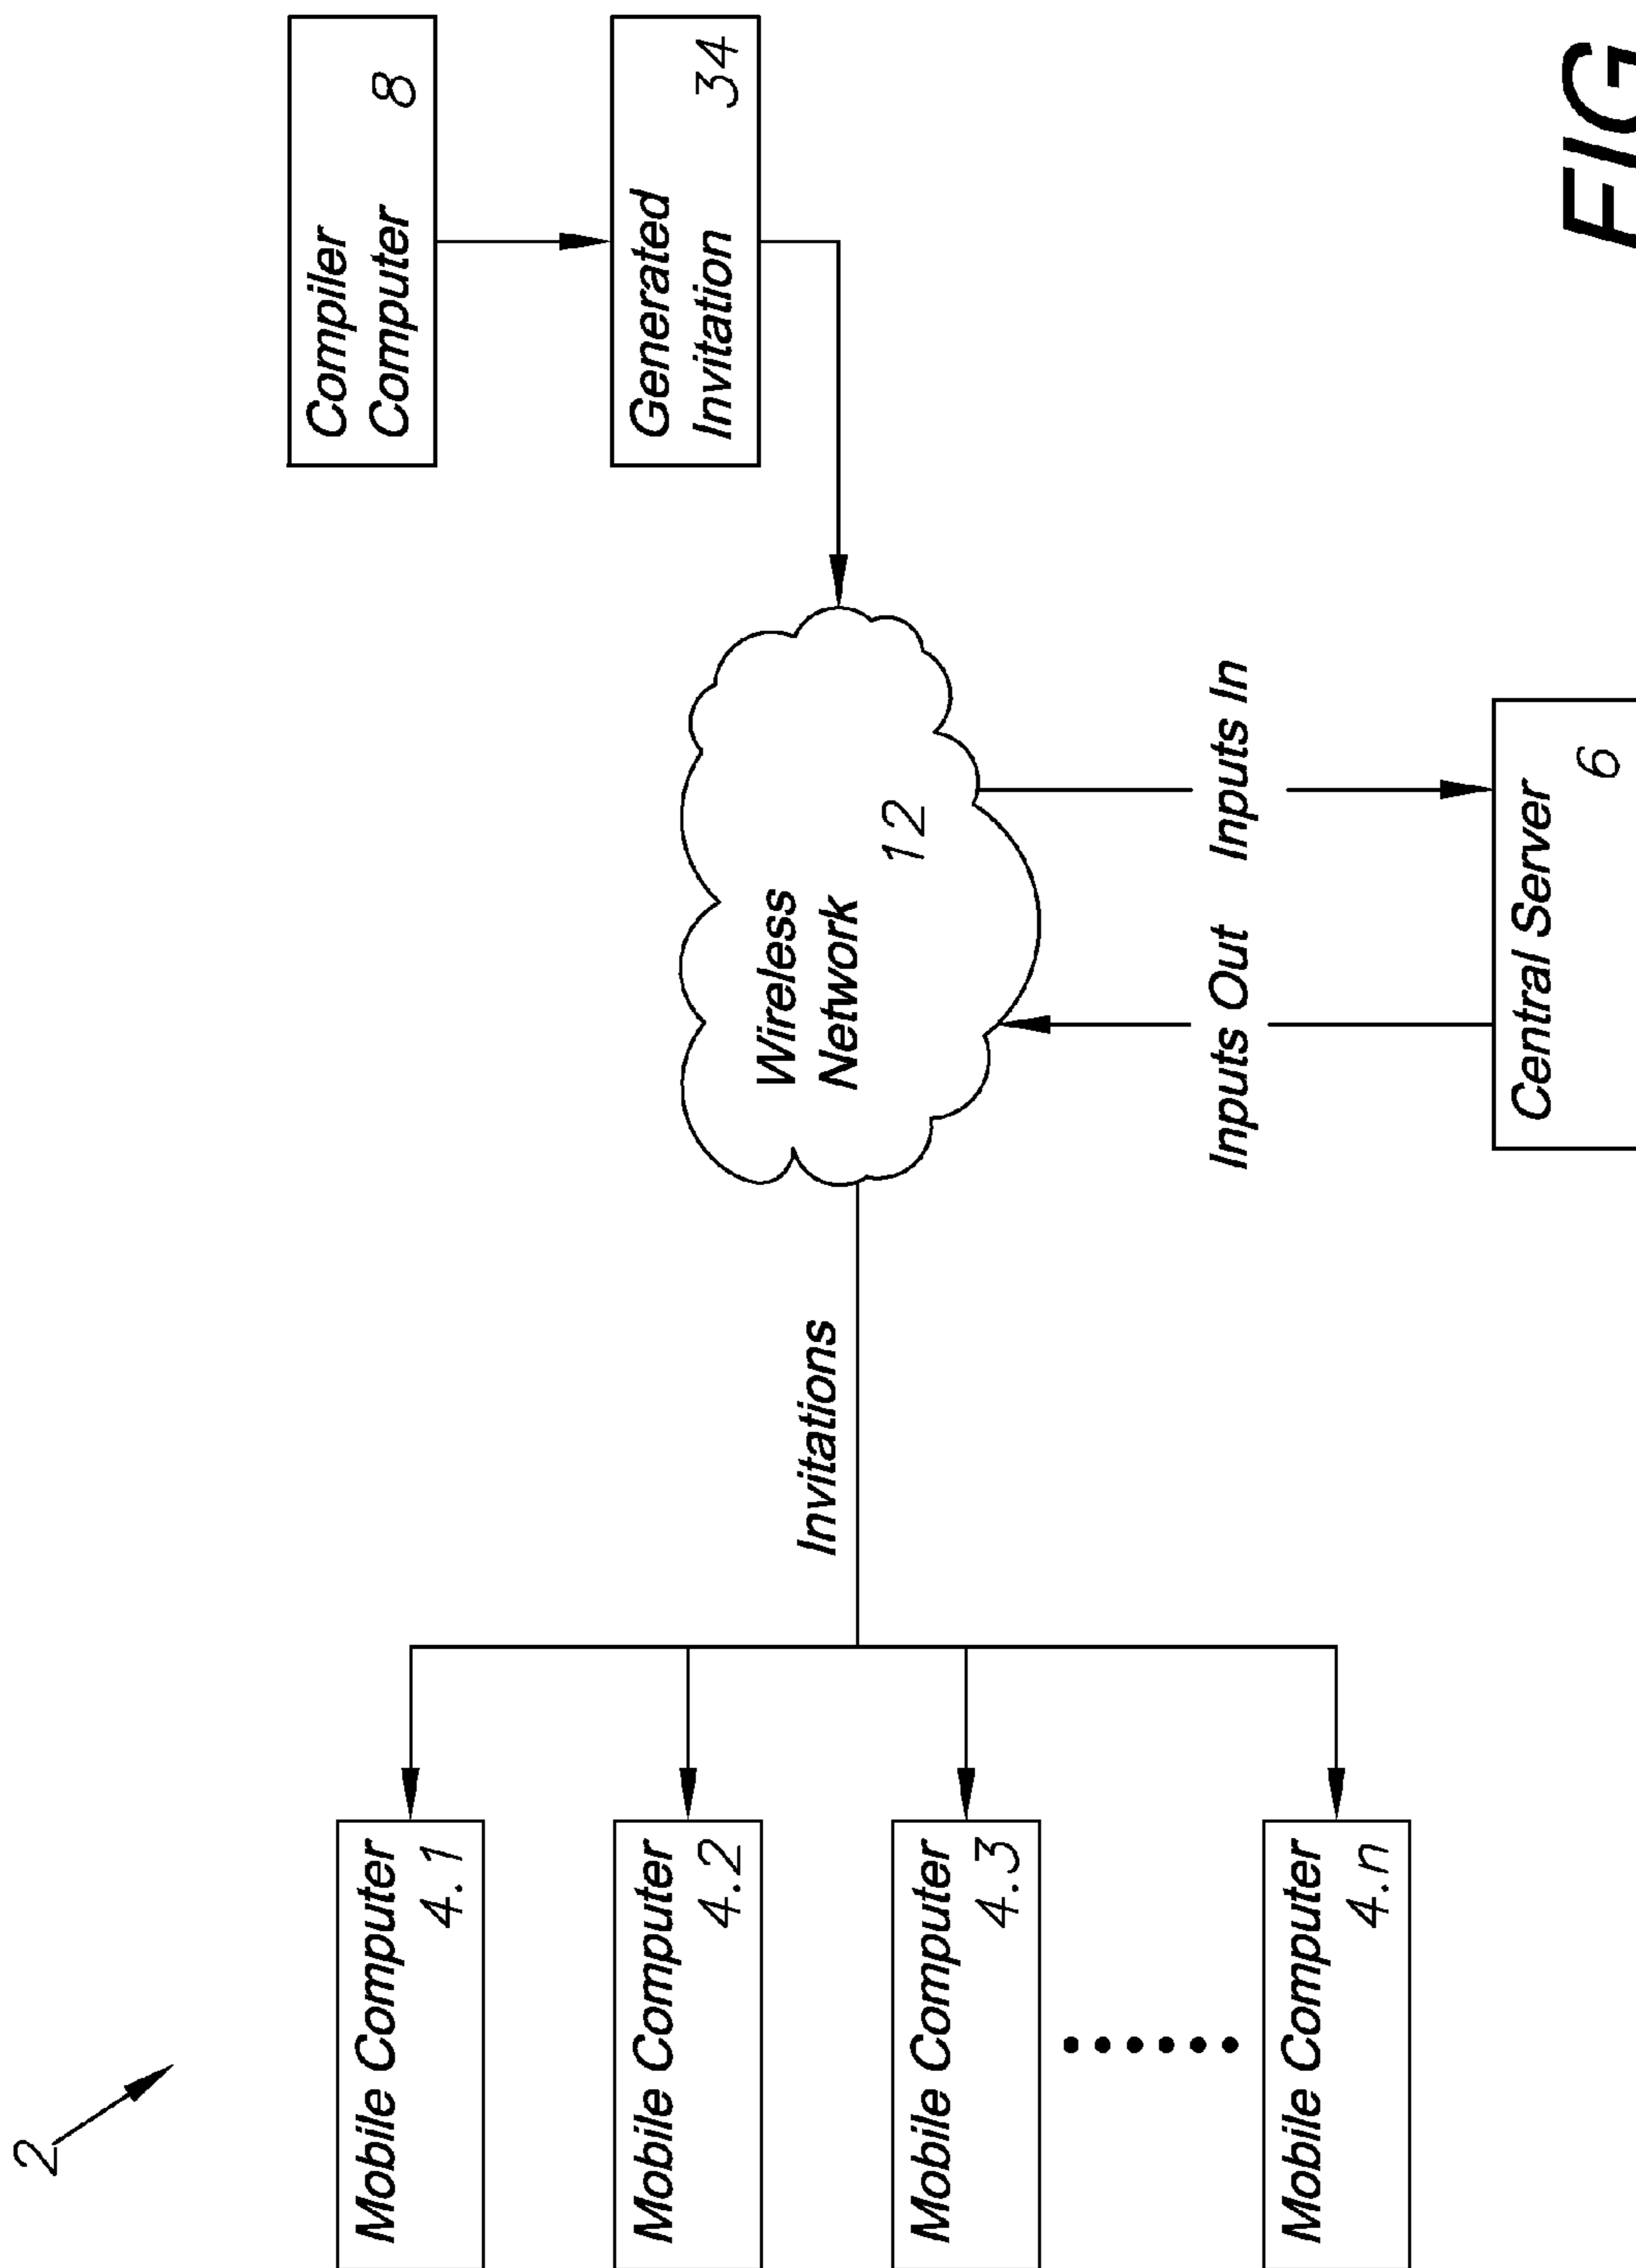 2
Mobile Computer
4.1
Mobile Computer
4.2
Mobile Computer
4.3
Mobile Computer
4.n
Invitations
Wireless
Network
12
Inputs Out
Inputs In
Central Server
6
Compiler
Computer
8
Generated
Invitation
34
FIG